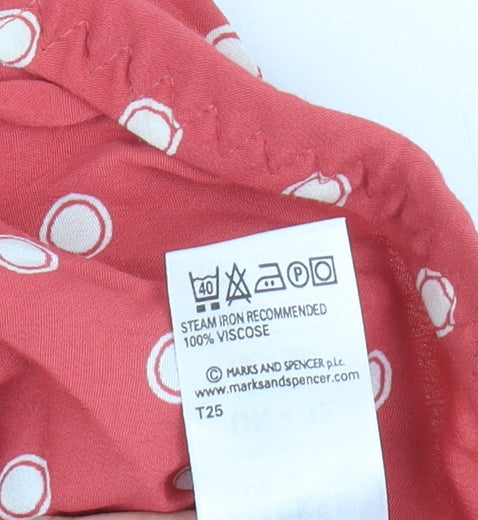 40 P
STEAM IRON RECOMMENDED
100% VISCOSE
© MARKS AND SPENCER p.l.c.
www.marksandspencer.com
T25